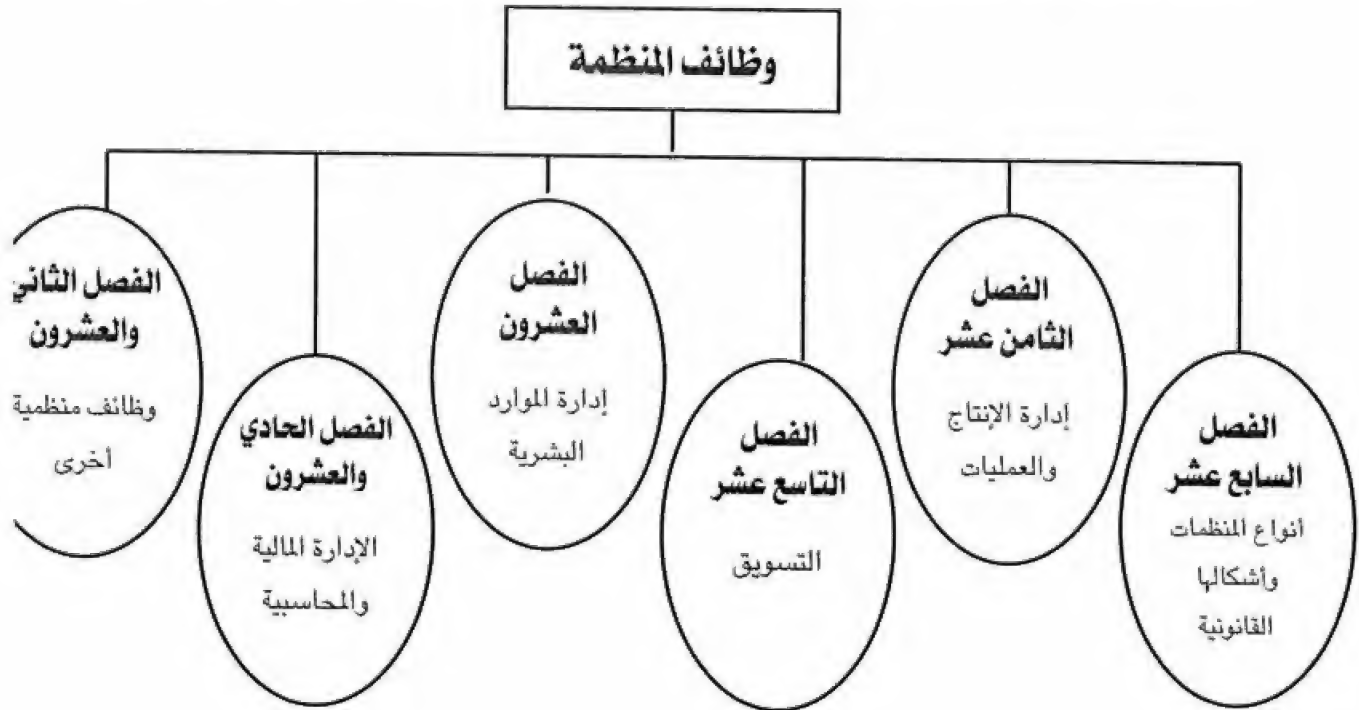 وظائف المنظمة
الفصل
السابع عشر
أنواع المنظمات
وأشكالها
القانونية
الفصل
الثامن عشر
إدارة الإنتاج
والعمليات
الفصل
التاسع عشر
التسويق
الفصل
العشرون
إدارة الموارد
البشرية
الفصل الحادي
والعشرون
الإدارة المالية
والمحاسبية
الفصل الثاني
والعشرون
وظائف منظمية
أخرى